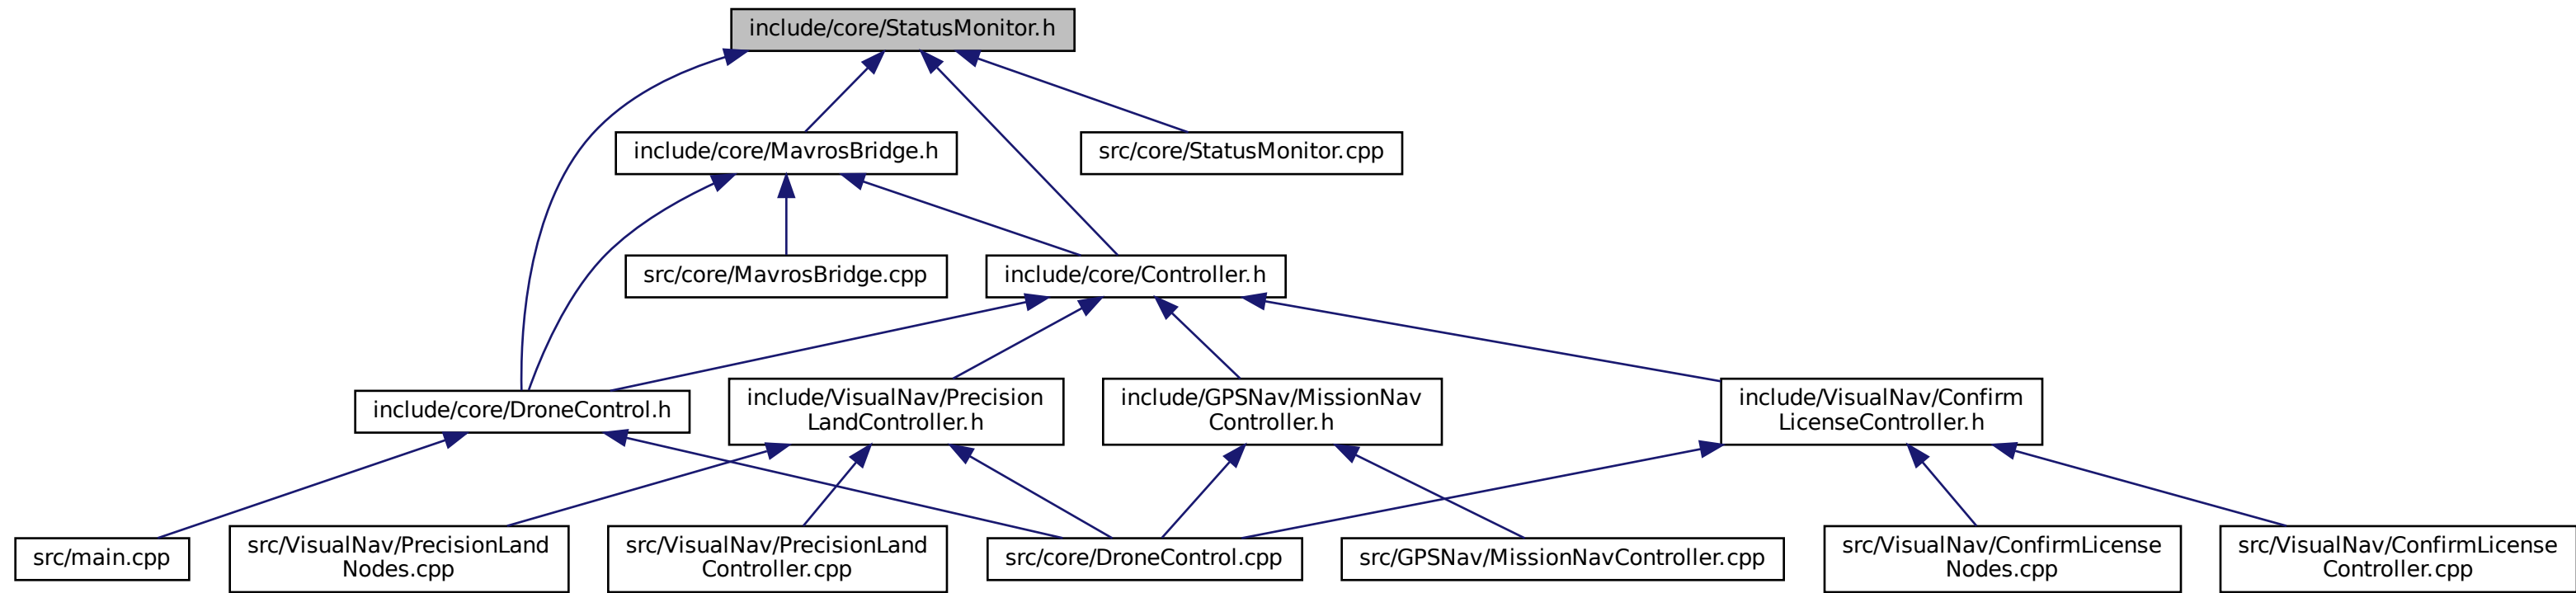 include/core/StatusMonitor.h
include/core/MavrosBridge.h
src/core/StatusMonitor.cpp
src/core/MavrosBridge.cpp
include/core/Controller.h
include/core/DroneControl.h
include/VisualNav/Precision
LandController.h
include/GPSNav/MissionNav
Controller.h
include/VisualNav/Confirm
LicenseController.h
src/main.cpp
src/VisualNav/PrecisionLand
Nodes.cpp
src/VisualNav/PrecisionLand
Controller.cpp
src/core/DroneControl.cpp
src/GPSNav/MissionNavController.cpp
src/VisualNav/ConfirmLicense
Nodes.cpp
src/VisualNav/ConfirmLicense
Controller.cpp